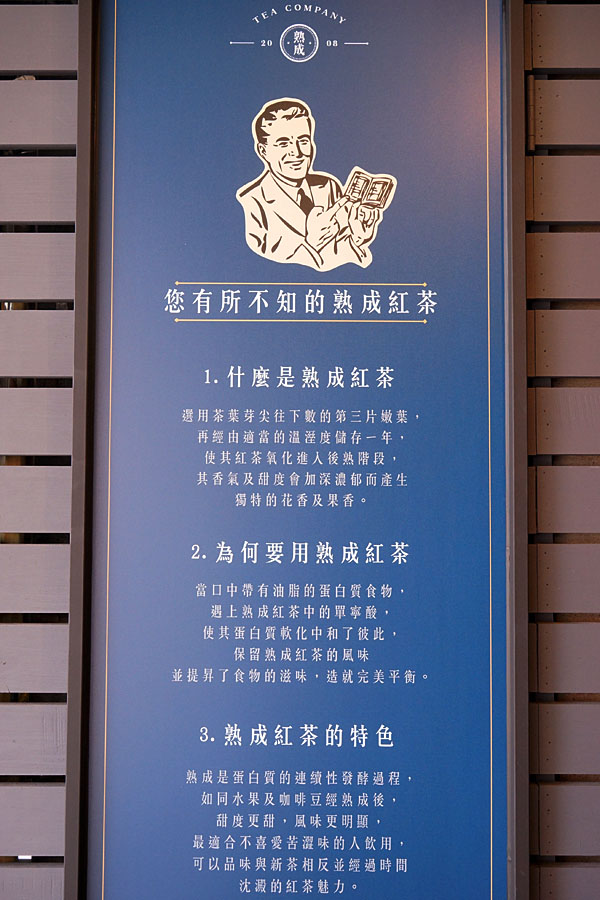 TEA COMPANY
20 熟成 08
您有所不知的熟成紅茶
1.什麼是熟成紅茶
選用茶葉芽尖往下數的第三片嫩葉，
再經由適當的溫溼度儲存一年，
使其紅茶氧化進入後熟階段，
其香氣及甜度會加深濃郁而產生
獨特的花香及果香。
2.為何要用熟成紅茶
當口中帶有油脂的蛋白質食物，
遇上熟成紅茶中的單寧酸，
使其蛋白質軟化中和了彼此，
保留熟成紅茶的風味
並提昇了食物的滋味，造就完美平衡。
3.熟成紅茶的特色
熟成是蛋白質的連續性發酵過程，
如同水果及咖啡豆經熟成後，
甜度更甜，風味更明顯，
最適合不喜愛苦澀味的人飲用，
可以品味與新茶相反並經過時間
沈澱的紅茶魅力。